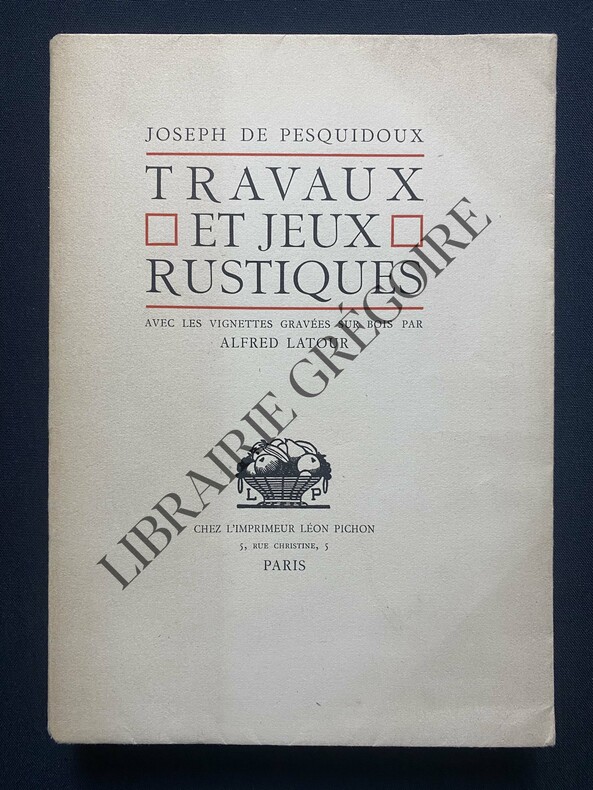 JOSEPH DE PESQUIDOUX
TRAVAUX
ET JEUX
RUSTIQUES
AVEC LES VIGNETTES GRAVÉES SUR BOIS PAR
ALFRED LATOUR
L P
CHEZ L'IMPRIMEUR LÉON PICHON
5, RUE CHRISTINE, 5
PARIS
LIBRAIRIE GRÉGOIRE